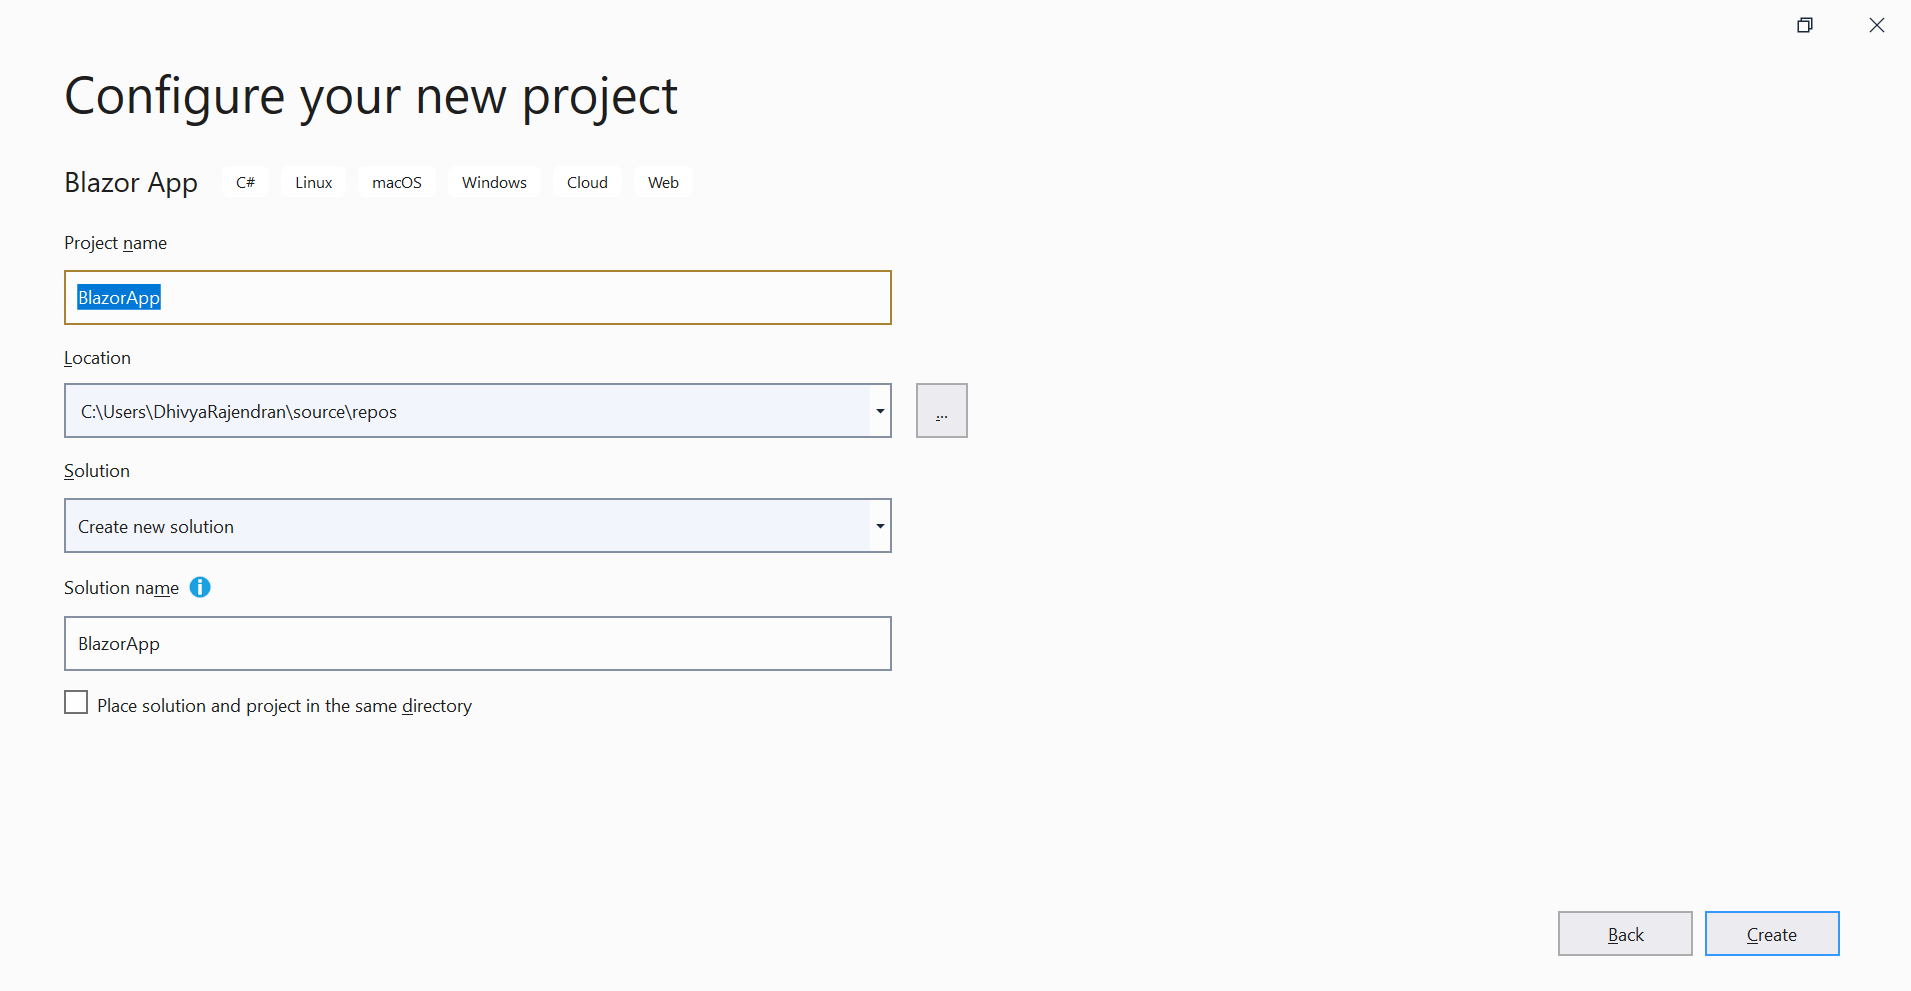 Configure your new project
Blazor App C# Linux macOS Windows Cloud Web
Project name
BlazorApp
Location
C:\Users\DhivyaRajendran\source\repos
...
Solution
Create new solution
Solution name
BlazorApp
Place solution and project in the same directory
Back Create